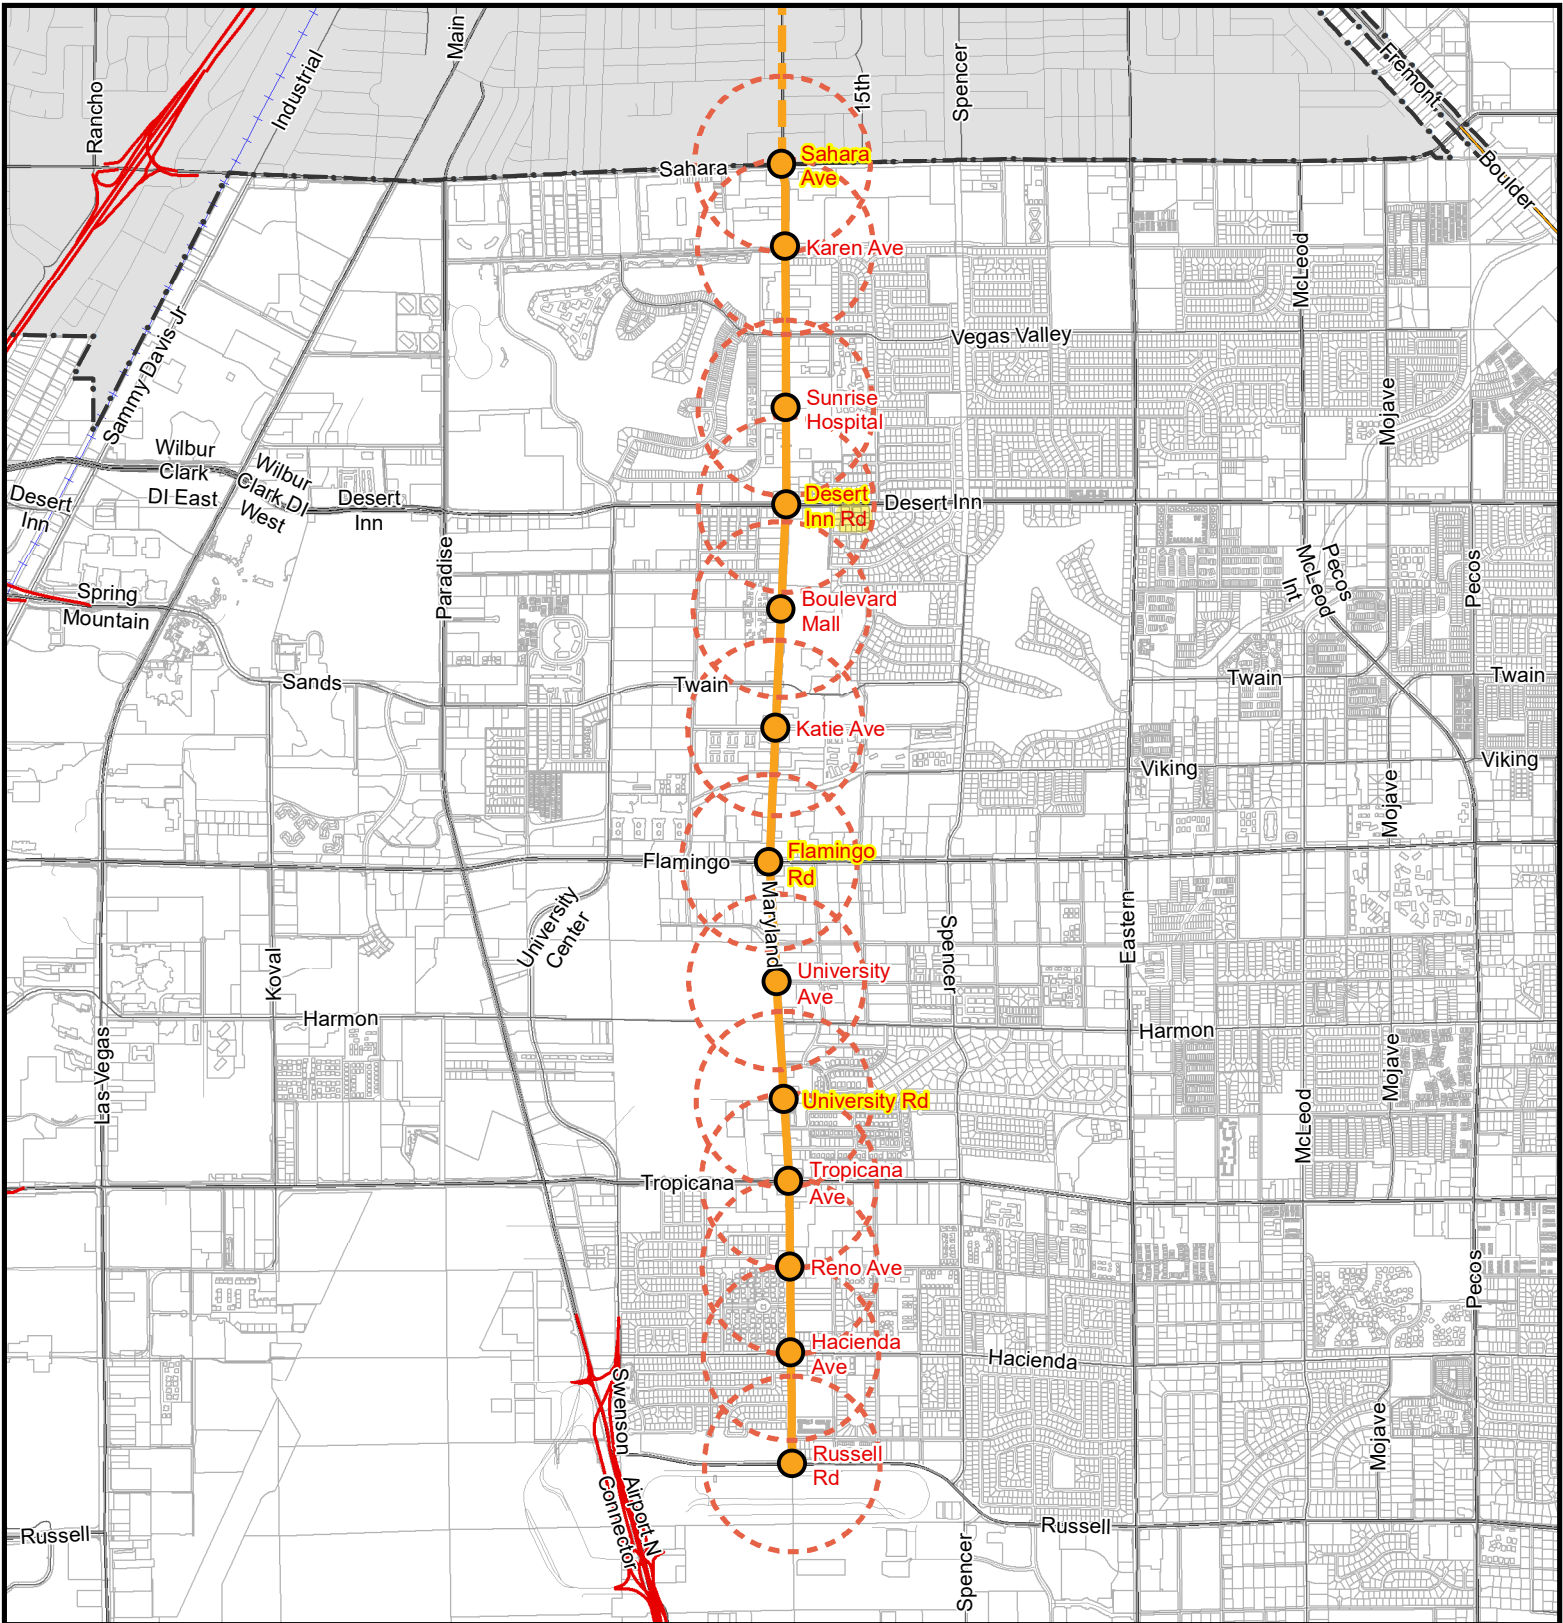 Rancho
Industrial
Main
15th
Spencer
Fremont
Boulder
Sahara
Sahara
Ave
Karen Ave
McLeod
Vegas Valley
Sammy Davis Jr
Sunrise
Hospital
Mojave
Wilbur
Clark
DI East
Wilbur
Clark DI
West
Desert
Inn
Desert
Inn
Desert
Inn Rd
Desert Inn
Paradise
Pecos
McLeod
Int
Pecos
Spring
Mountain
Boulevard
Mall
Sands
Twain
Twain
Twain
Katie Ave
Viking
Viking
Mojave
Flamingo
Flamingo
Rd
Maryland
University
Center
Spencer
Eastern
Koval
University
Ave
Harmon
Harmon
Las Vegas
Mojave
University Rd
McLeod
Tropicana
Tropicana
Ave
Reno Ave
Pecos
Hacienda
Ave
Hacienda
Swenson
Mojave
Russell
Rd
Airport N
Connector
Russell
Russell
Spencer